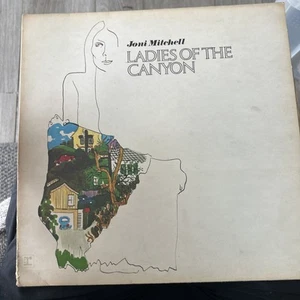 Joni Mitchell
LADIES OF THE
CANYON